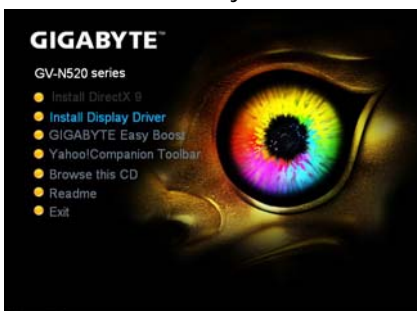 GIGABYTE™
GV-N520 series
Install DirectX 9
Install Display Driver
GIGABYTE Easy Boost
Yahoo!Companion Toolbar
Browse this CD
Readme
Exit